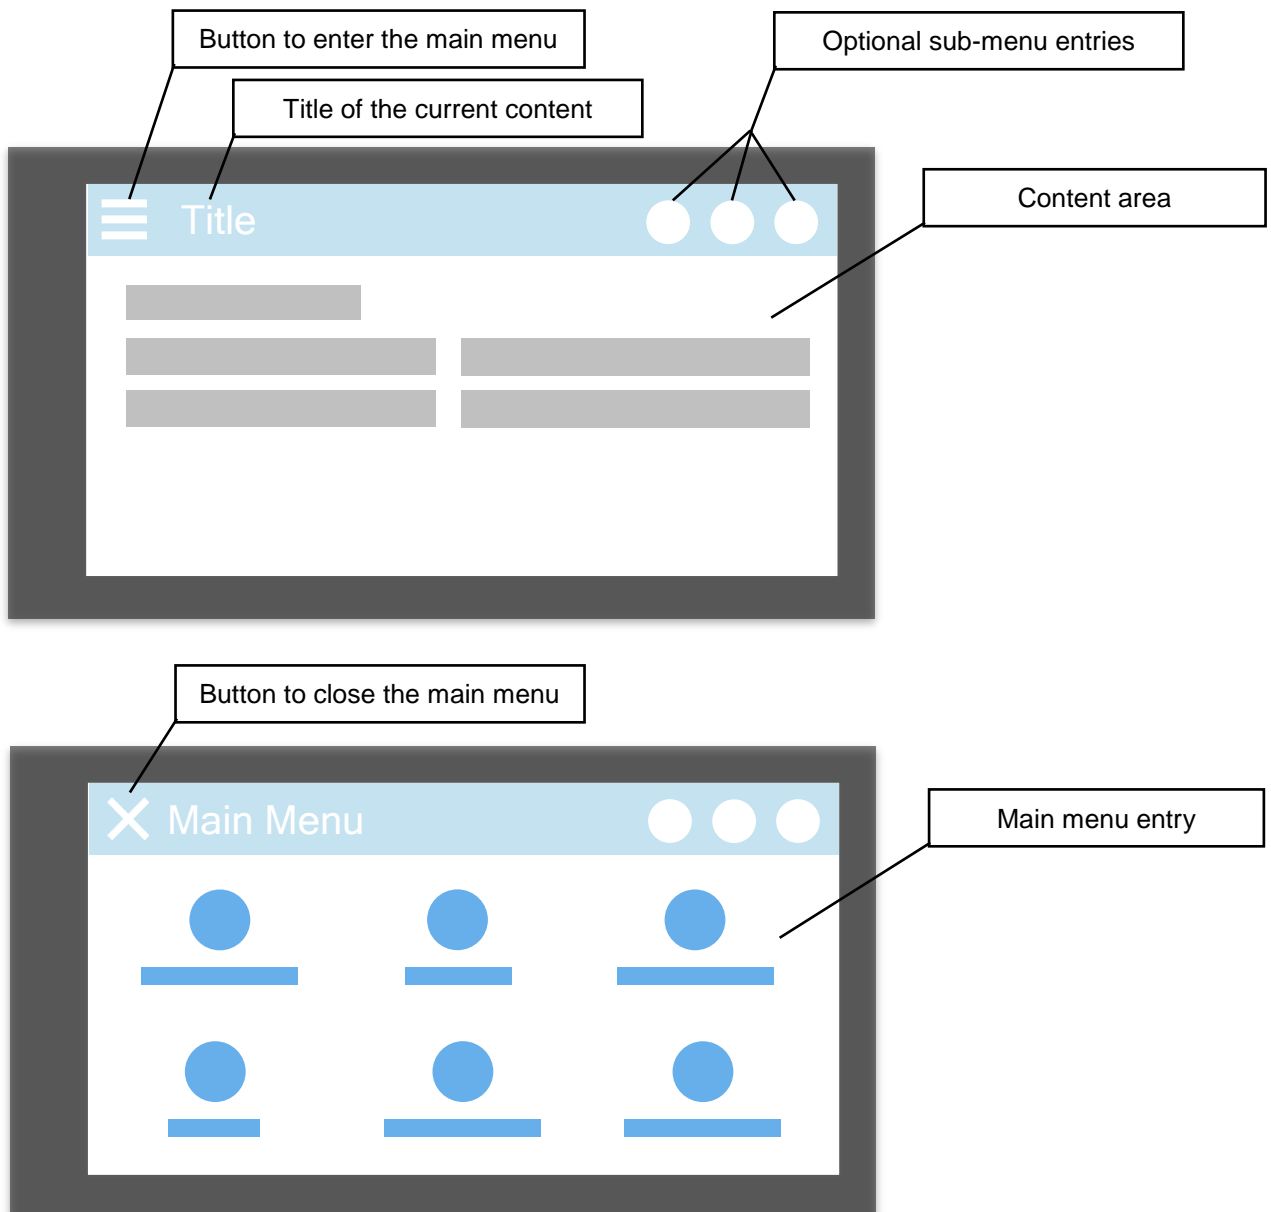 Button to enter the main menu
Optional sub-menu entries
Title of the current content
Content area
Title
Button to close the main menu
Main menu entry
Main Menu